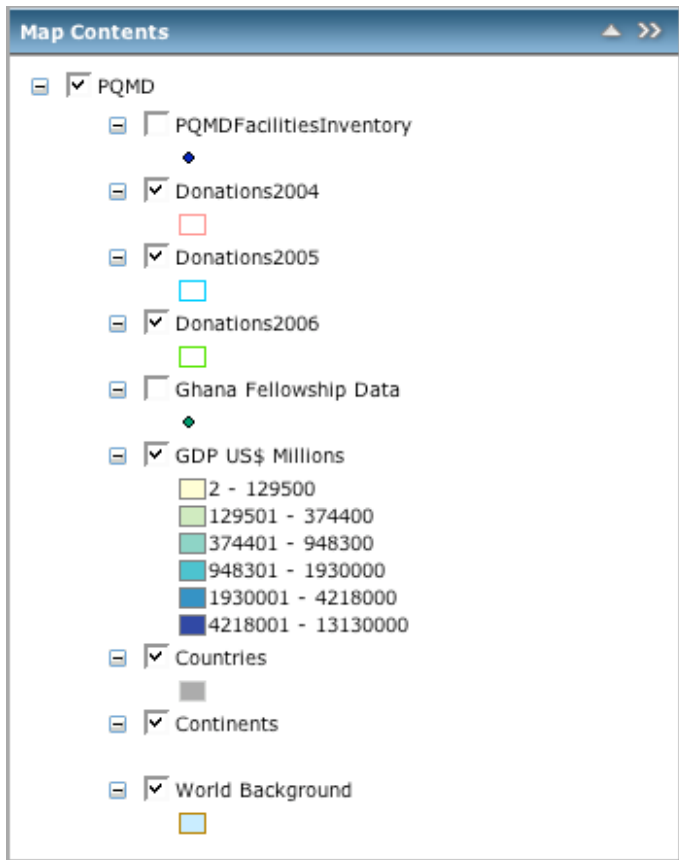 Map Contents
PQMD
PQMDFacilitiesInventory
Donations2004
Donations2005
Donations2006
Ghana Fellowship Data
GDP US$ Millions
2 - 129500
129501 - 374400
374401 - 948300
948301 - 1930000
1930001 - 4218000
4218001 - 13130000
Countries
Continents
World Background